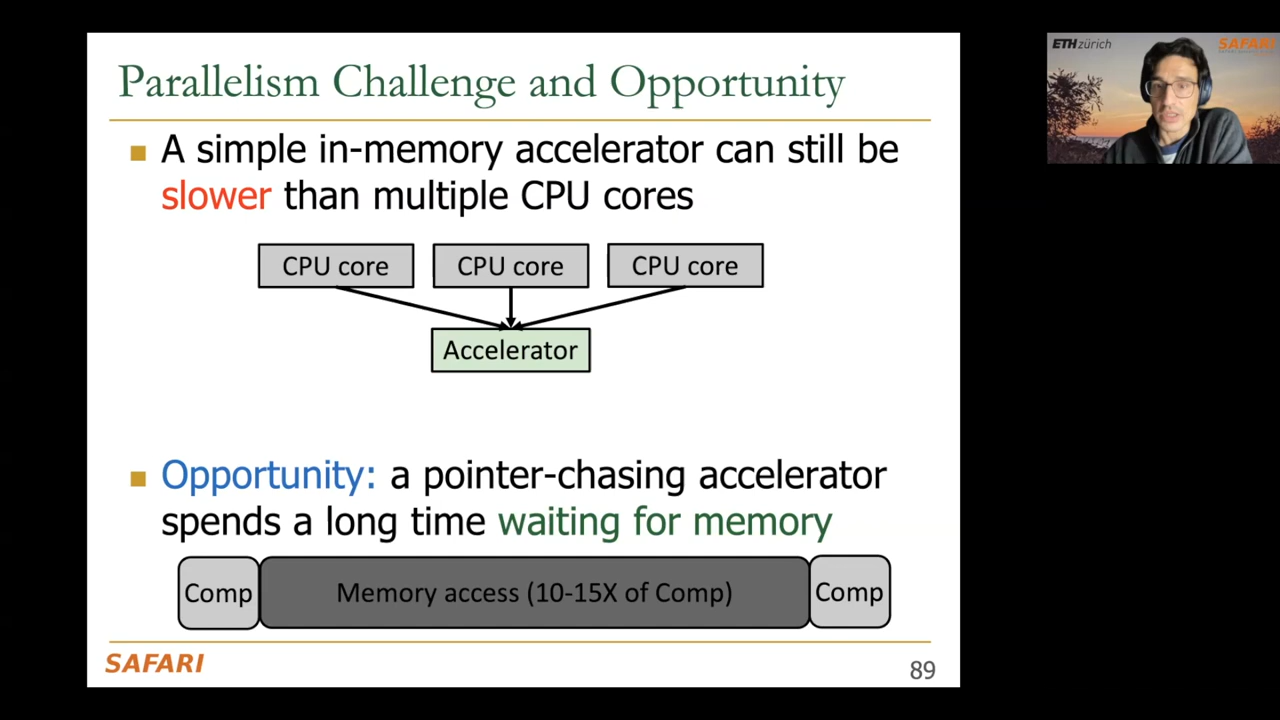 Parallelism Challenge and Opportunity
A simple in-memory accelerator can still be
slower than multiple CPU cores
CPU core
CPU core
CPU core
Accelerator
Opportunity: a pointer-chasing accelerator
spends a long time waiting for memory
Comp
Memory access (10-15X of Comp)
Comp
SAFARI
89
ETH zürich
SAFARI